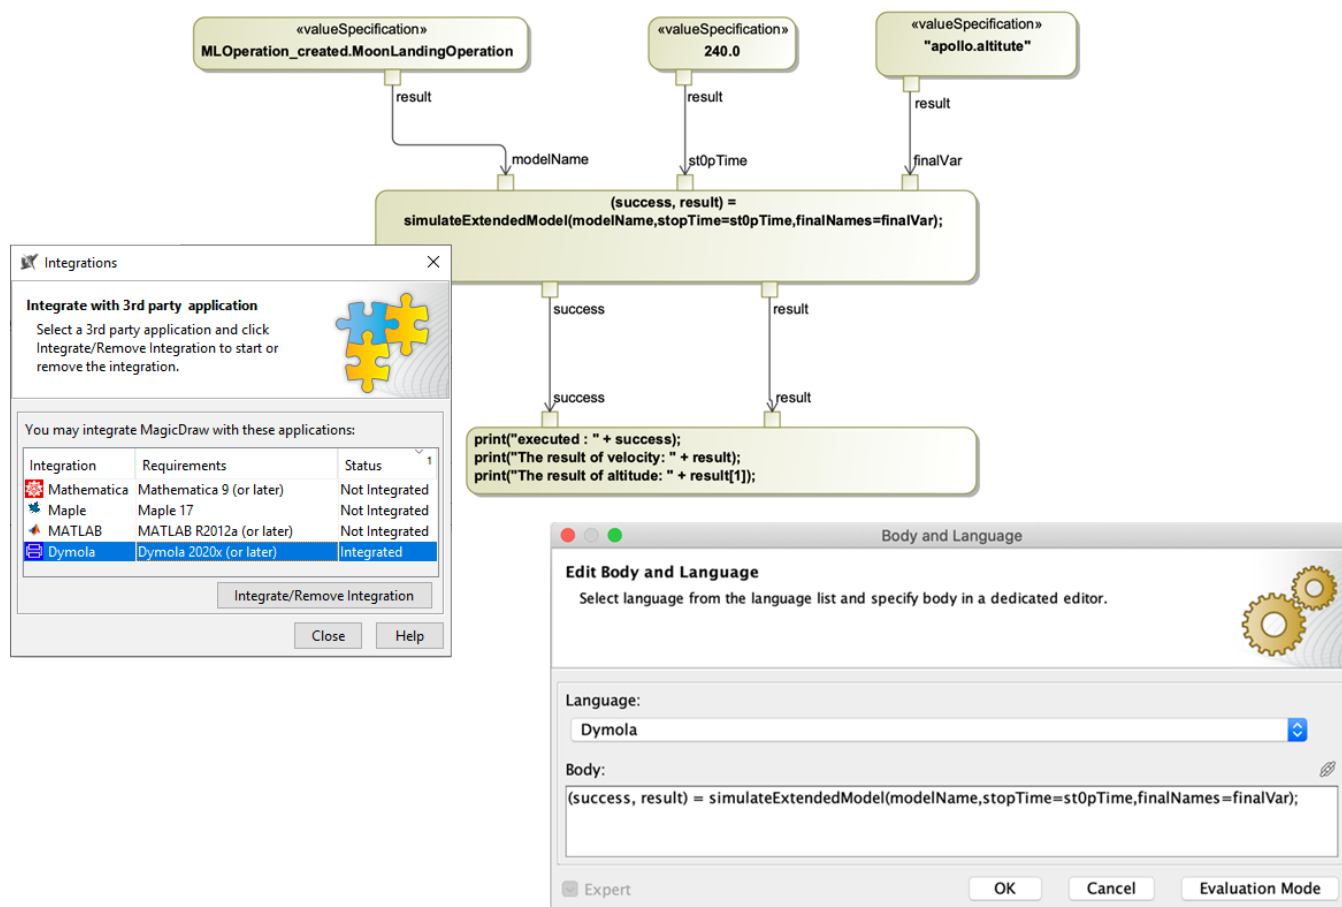 «valueSpecification»
MLOperation_created.MoonLandingOperation
«valueSpecification»
240.0
«valueSpecification»
"apollo.altitute"
result
result
result
modelName
st0pTime
finalVar
(success, result) =
simulateExtendedModel(modelName,stopTime=st0pTime,finalNames=finalVar);
success
result
success
result
print("executed : " + success);
print("The result of velocity: " + result);
print("The result of altitude: " + result[1]);
Integrations
Integrate with 3rd party application
Select a 3rd party application and click
Integrate/Remove Integration to start or
remove the integration.
You may integrate MagicDraw with these applications:
Integration Requirements Status 1
Mathematica Mathematica 9 (or later) Not Integrated
Maple Maple 17 Not Integrated
MATLAB MATLAB R2012a (or later) Not Integrated
Dymola Dymola 2020x (or later) Integrated
Integrate/Remove Integration
Close Help
Body and Language
Edit Body and Language
Select language from the language list and specify body in a dedicated editor.
Language:
Dymola
Body:
(success, result) = simulateExtendedModel(modelName,stopTime=st0pTime,finalNames=finalVar);
Expert OK Cancel Evaluation Mode